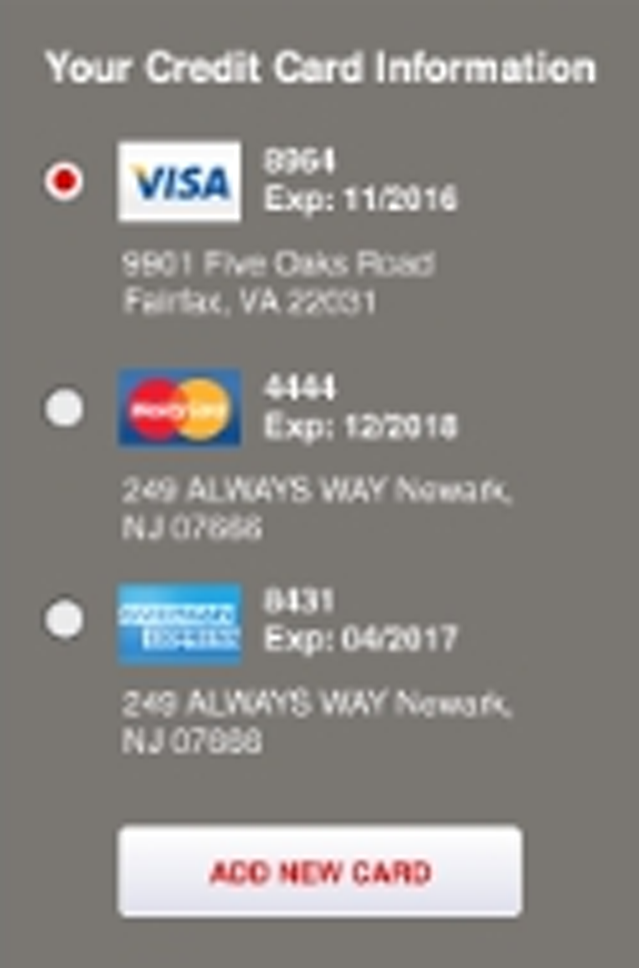 Your Credit Card Information
VISA
8964
Exp: 11/2016
9901 Five Oaks Road
Fairfax, VA 22031
MasterCard
4444
Exp: 12/2018
249 ALWAYS WAY Newark,
NJ
AMERICAN
EXPRESS
8431
Exp: 04/2017
249 ALWAYS WAY Newark,
NJ
ADD NEW CARD